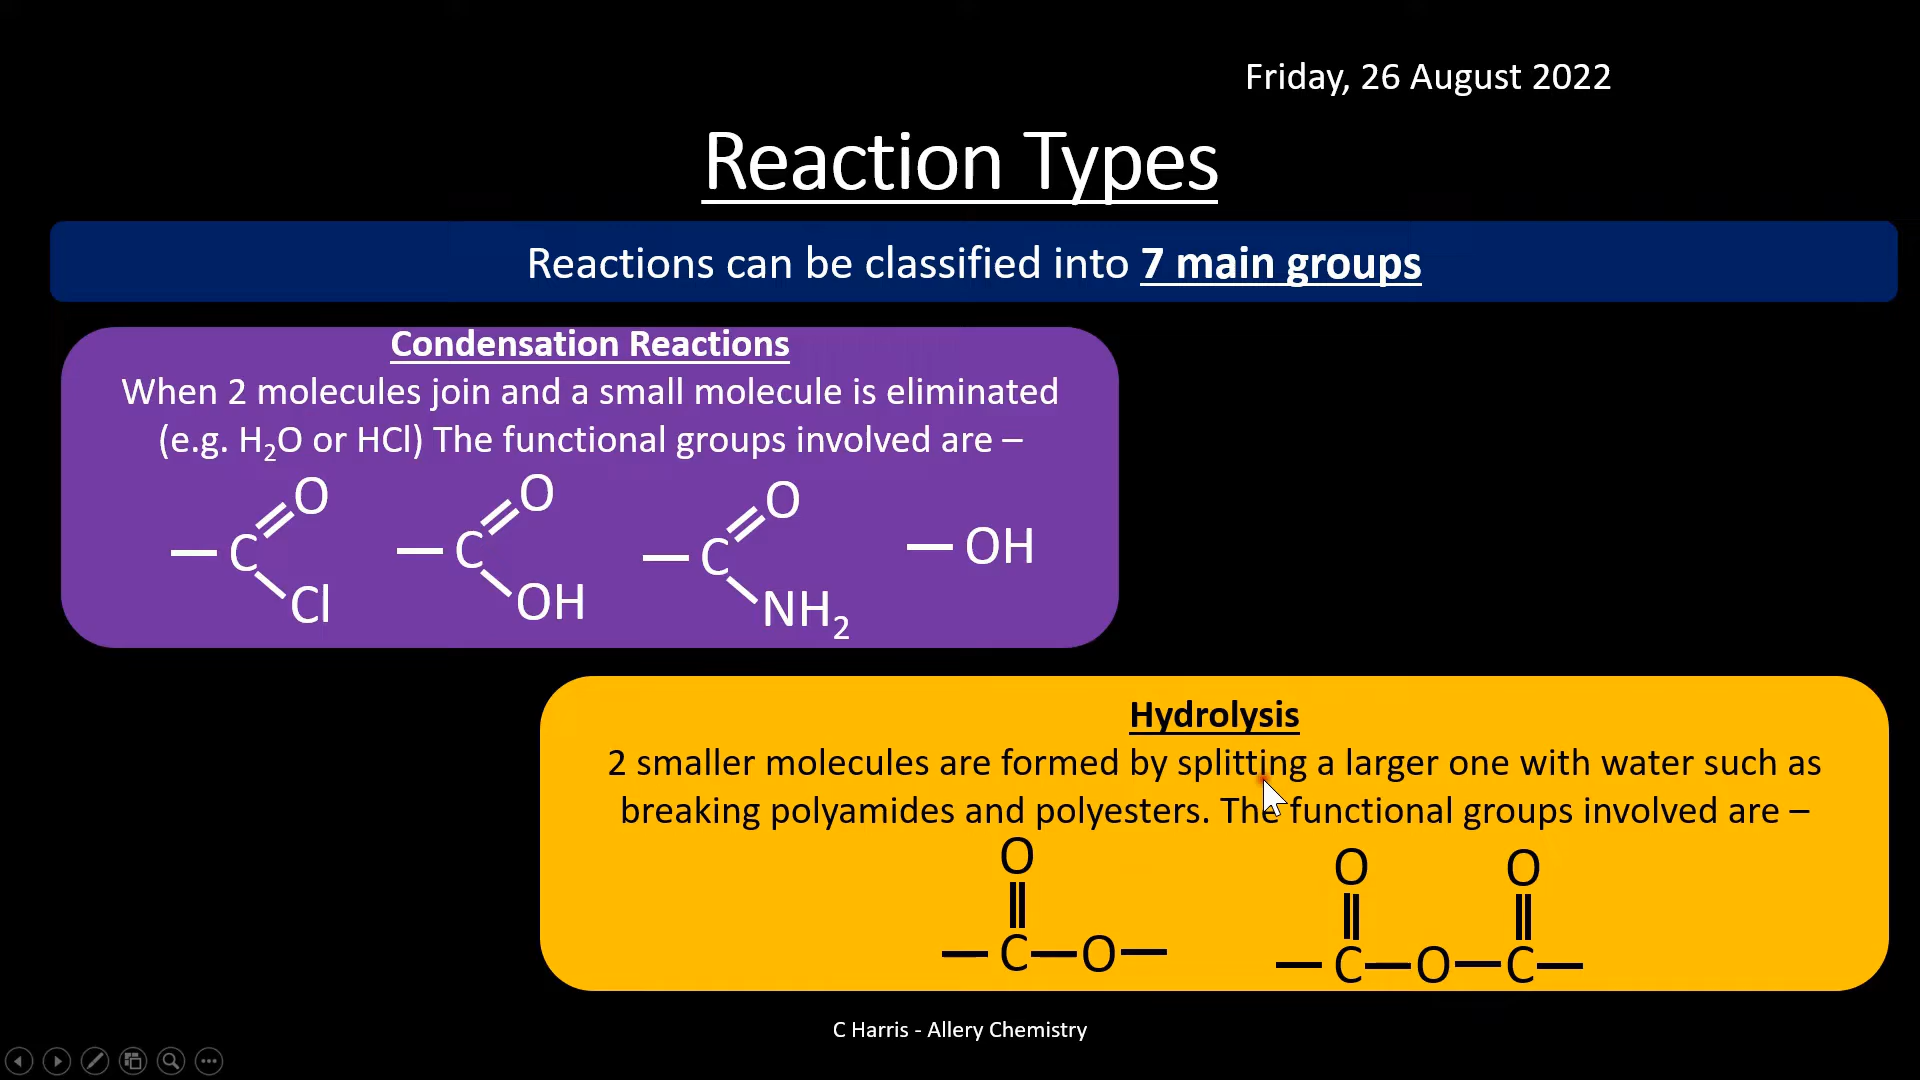 Friday, 26 August 2022
Reaction Types
Reactions can be classified into 7 main groups
Condensation Reactions
When 2 molecules join and a small molecule is eliminated
(e.g. H₂O or HCl) The functional groups involved are –
O O O
C C C OH
Cl OH NH₂
Hydrolysis
2 smaller molecules are formed by splitting a larger one with water such as
breaking polyamides and polyesters. The functional groups involved are –
O O O
C O C O C
C Harris - Allery Chemistry